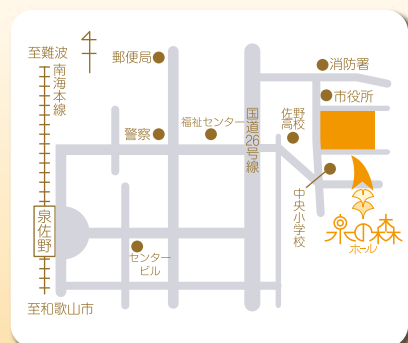 至難波
南海本線
郵便局
消防署
市役所
国道26号線
佐野
高校
福祉センター
警察
中央小学校
泉佐野
センター
ビル
泉の森
ホール
至和歌山市